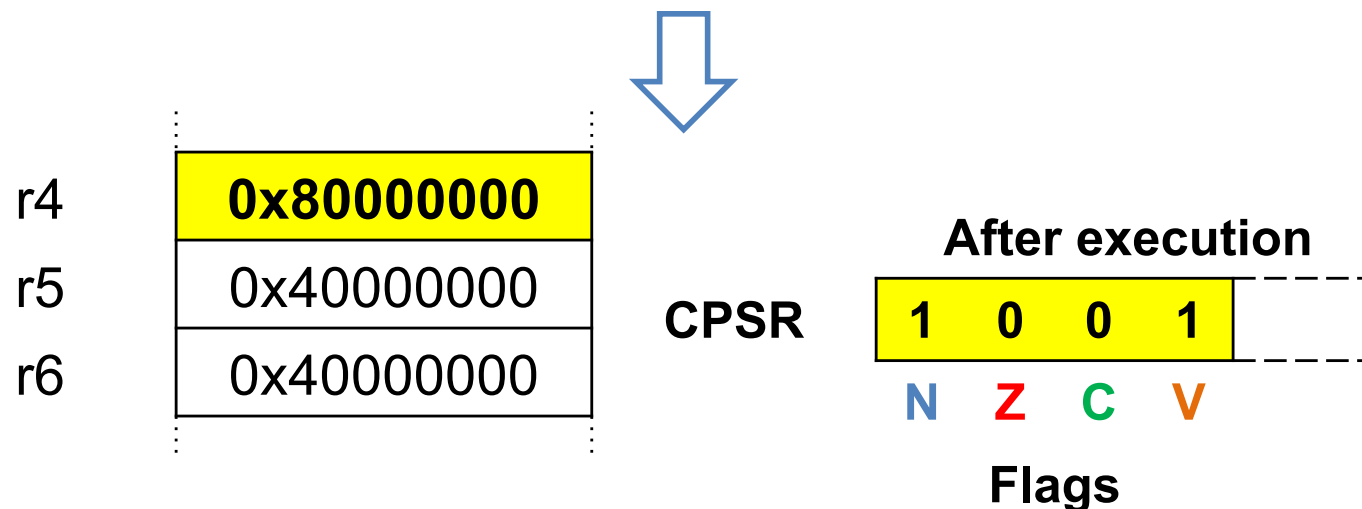 r4 0x80000000
r5 0x40000000
r6 0x40000000
After execution
CPSR 1 0 0 1
N Z C V
Flags